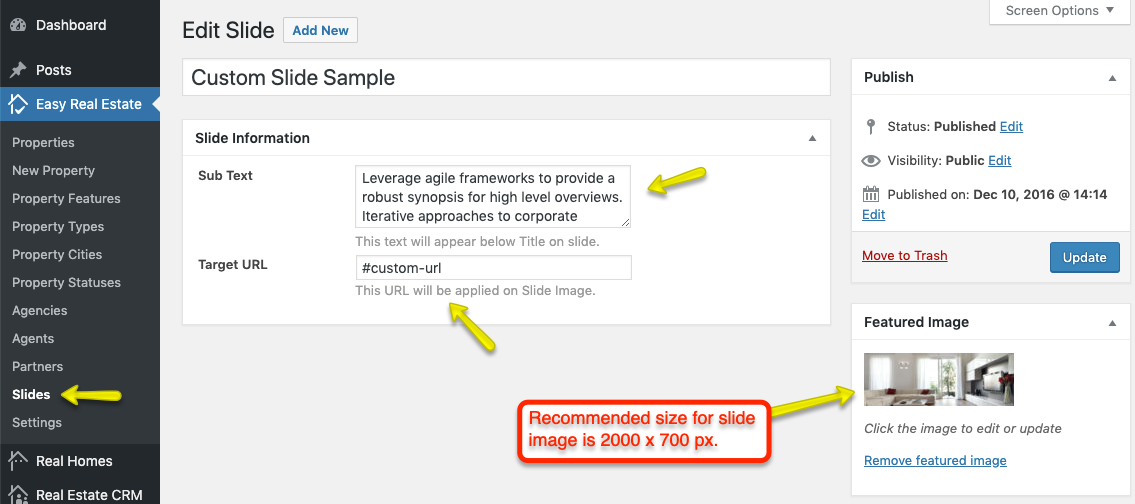 Dashboard
Posts
Easy Real Estate
Properties
New Property
Property Features
Property Types
Property Cities
Property Statuses
Agencies
Agents
Partners
Slides
Settings
Real Homes
Real Estate CRM
Screen Options
Edit Slide
Add New
Custom Slide Sample
Slide Information
Sub Text
Leverage agile frameworks to provide a
robust synopsis for high level overviews.
Iterative approaches to corporate
This text will appear below Title on slide.
Target URL
#custom-url
This URL will be applied on Slide Image.
Recommended size for slide
image is 2000 x 700 px.
Publish
Status: Published Edit
Visibility: Public Edit
Published on: Dec 10, 2016 @ 14:14
Edit
Move to Trash
Update
Featured Image
Click the image to edit or update
Remove featured image